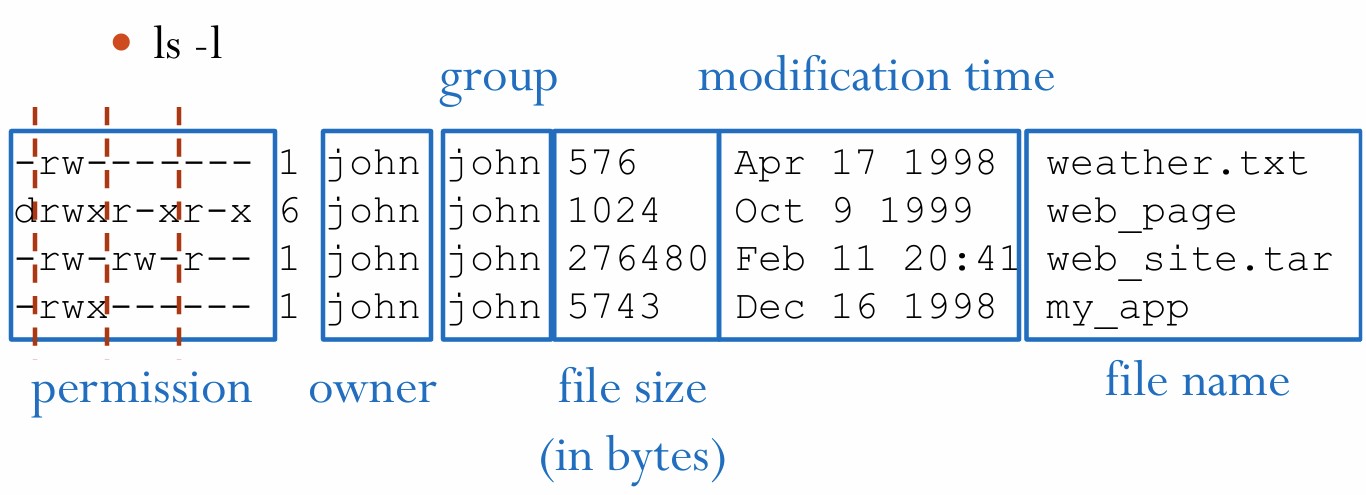 • ls -l
group modification time
-rw------- 1 john john 576 Apr 17 1998 weather.txt
drwxr-xr-x 6 john john 1024 Oct 9 1999 web_page
-rw-rw-r-- 1 john john 276480 Feb 11 20:41 web_site.tar
-rwx------ 1 john john 5743 Dec 16 1998 my_app
permission owner file size file name
(in bytes)